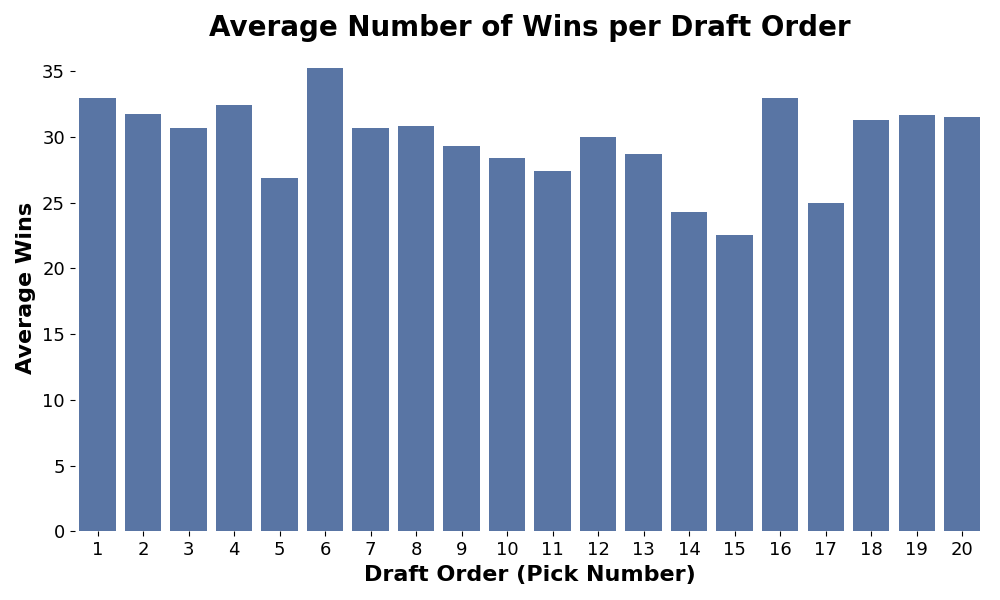 Average Number of Wins per Draft Order
Average Wins
35
30
25
20
15
10
5
0
1 2 3 4 5 6 7 8 9 10 11 12 13 14 15 16 17 18 19 20
Draft Order (Pick Number)